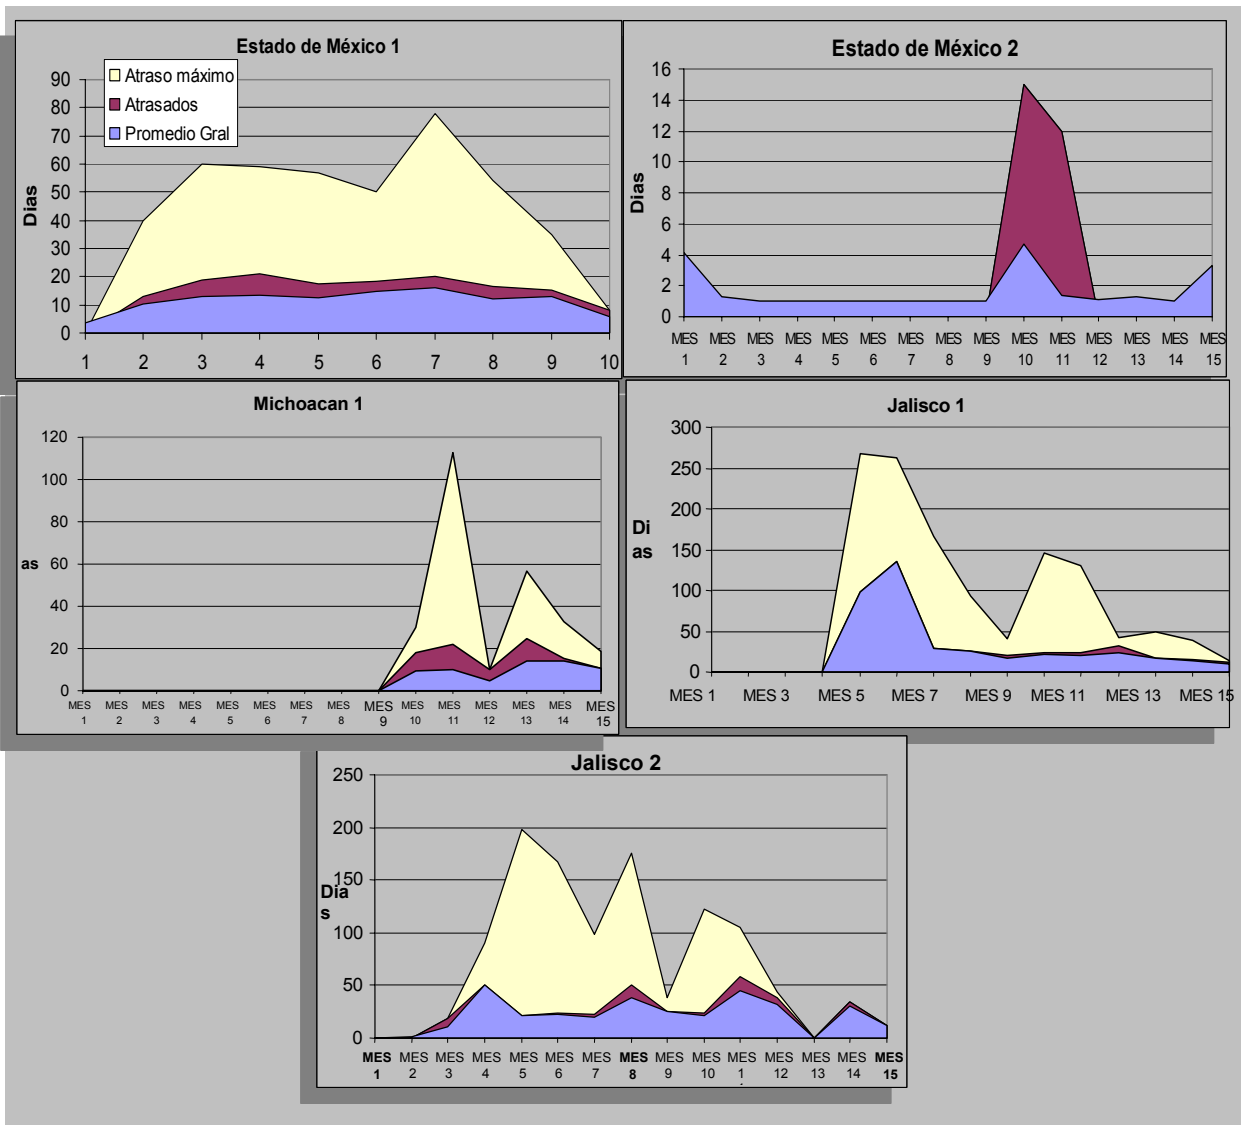 Estado de México 1
Atraso máximo
Atrasados
Promedio Gral
90
80
70
60
50
40
30
20
10
0
Dias
1 2 3 4 5 6 7 8 9 10
Estado de México 2
16
14
12
10
8
6
4
2
0
Dias
MES MES MES MES MES MES MES MES MES MES MES MES MES MES MES
1 2 3 4 5 6 7 8 9 10 11 12 13 14 15
Michoacan 1
120
100
80
60
40
20
0
as
MES MES MES MES MES MES MES MES MES MES MES MES MES MES MES
1 2 3 4 5 6 7 8 9 10 11 12 13 14 15
Jalisco 1
300
250
200
150
100
50
0
Di
as
MES 1 MES 3 MES 5 MES 7 MES 9 MES 11 MES 13 MES 15
Jalisco 2
250
200
150
100
50
0
Día
s
MES MES MES MES MES MES MES MES MES MES MES MES MES MES MES
1 2 3 4 5 6 7 8 9 10 1 12 13 14 15